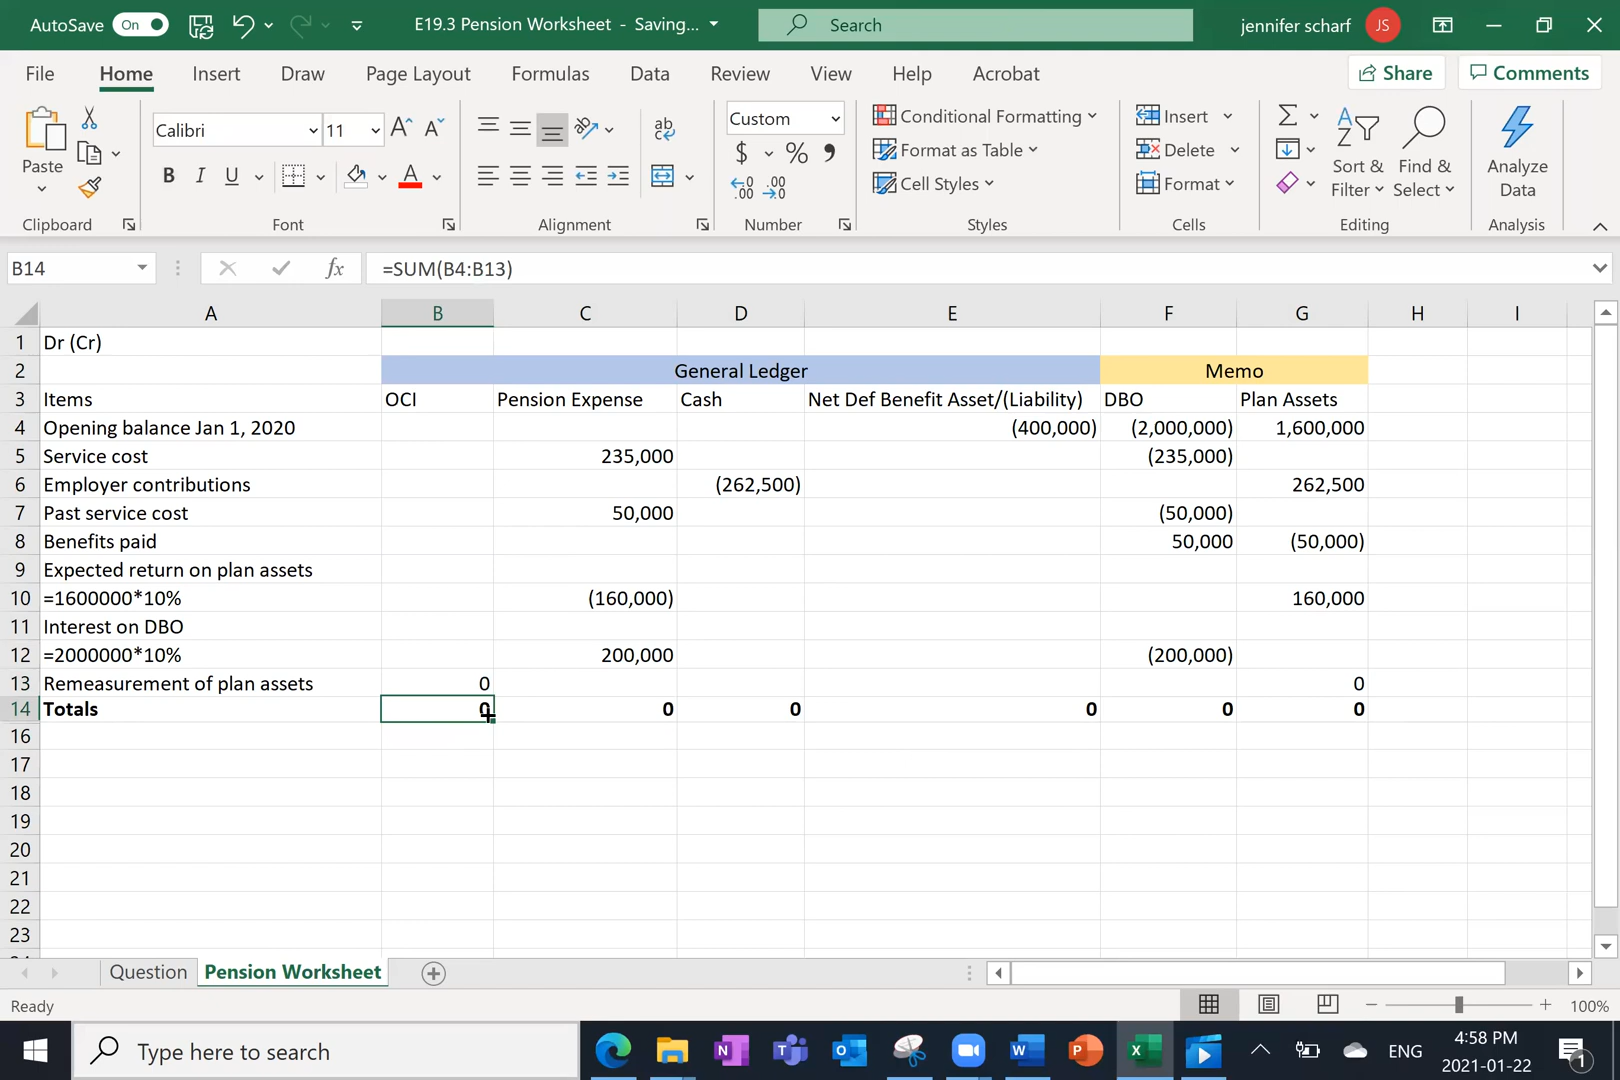 AutoSave On E19.3 Pension Worksheet - Saving... Search jennifer scharf JS
File Home Insert Draw Page Layout Formulas Data Review View Help Acrobat Share Comments
Paste Calibri 11 A A ab Custom Conditional Formatting Insert Σ A Z
B I U A c $ % , Format as Table Delete Sort & Filter Find & Select Analyze Data
.00 .00 Cell Styles Format
Clipboard Font Alignment Number Styles Cells Editing Analysis
B14 fx =SUM(B4:B13)
A B C D E F G H I
1 Dr (Cr)
2 General Ledger Memo
3 Items OCI Pension Expense Cash Net Def Benefit Asset/(Liability) DBO Plan Assets
4 Opening balance Jan 1, 2020 (400,000) (2,000,000) 1,600,000
5 Service cost 235,000 (235,000)
6 Employer contributions (262,500) 262,500
7 Past service cost 50,000 (50,000)
8 Benefits paid 50,000 (50,000)
9 Expected return on plan assets
10 =1600000*10% (160,000) 160,000
11 Interest on DBO
12 =2000000*10% 200,000 (200,000)
13 Remeasurement of plan assets 0 0
14 Totals 0 0 0 0 0 0
16
17
18
19
20
21
22
23
Question Pension Worksheet
Ready 100%
Type here to search N T O W P X ENG 4:58 PM
2021-01-22 1